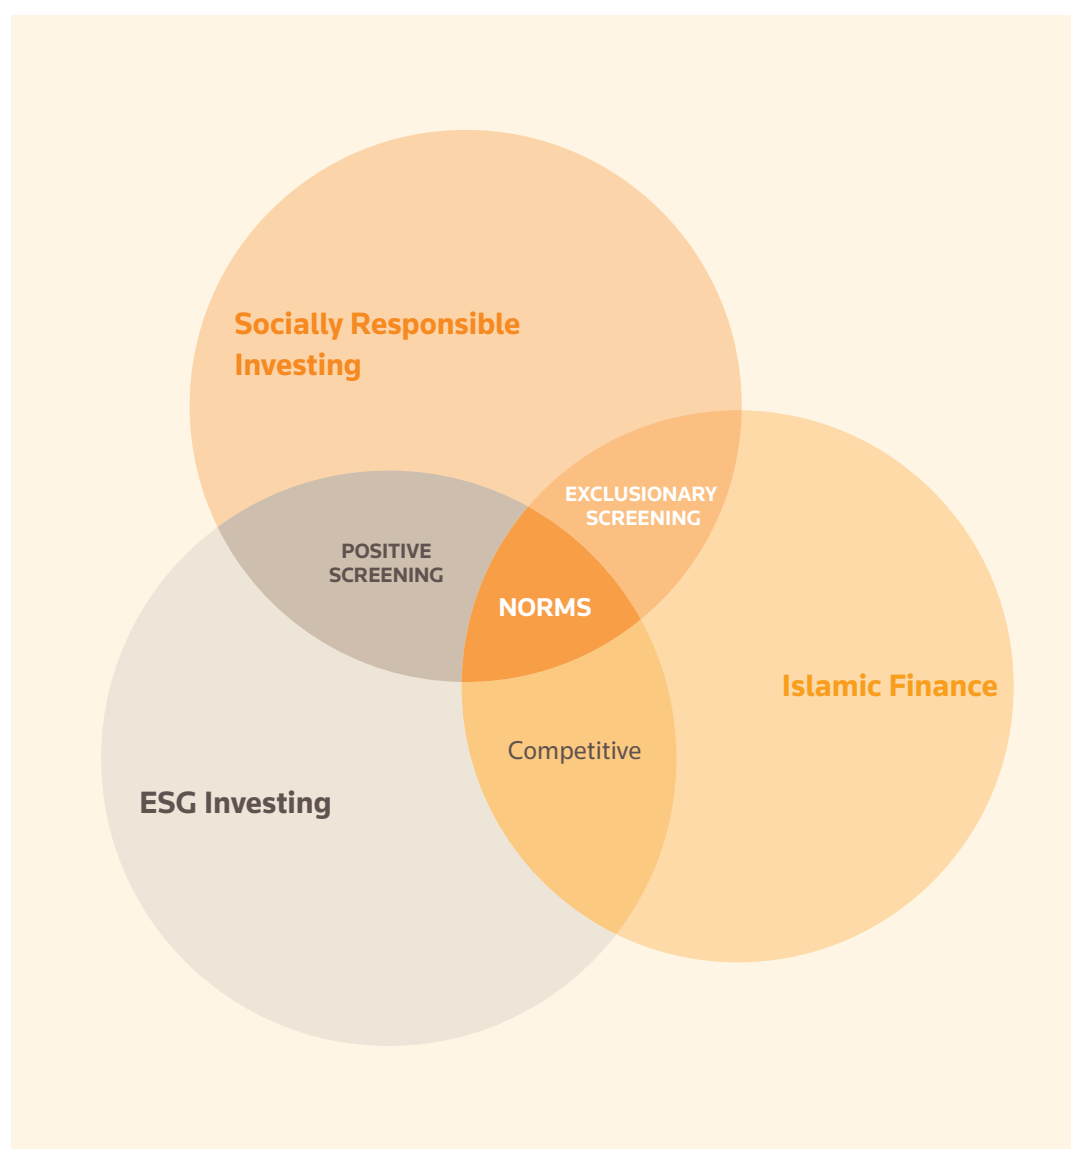 Socially Responsible
Investing
EXCLUSIONARY
SCREENING
POSITIVE
SCREENING
NORMS
Islamic Finance
Competitive
ESG Investing